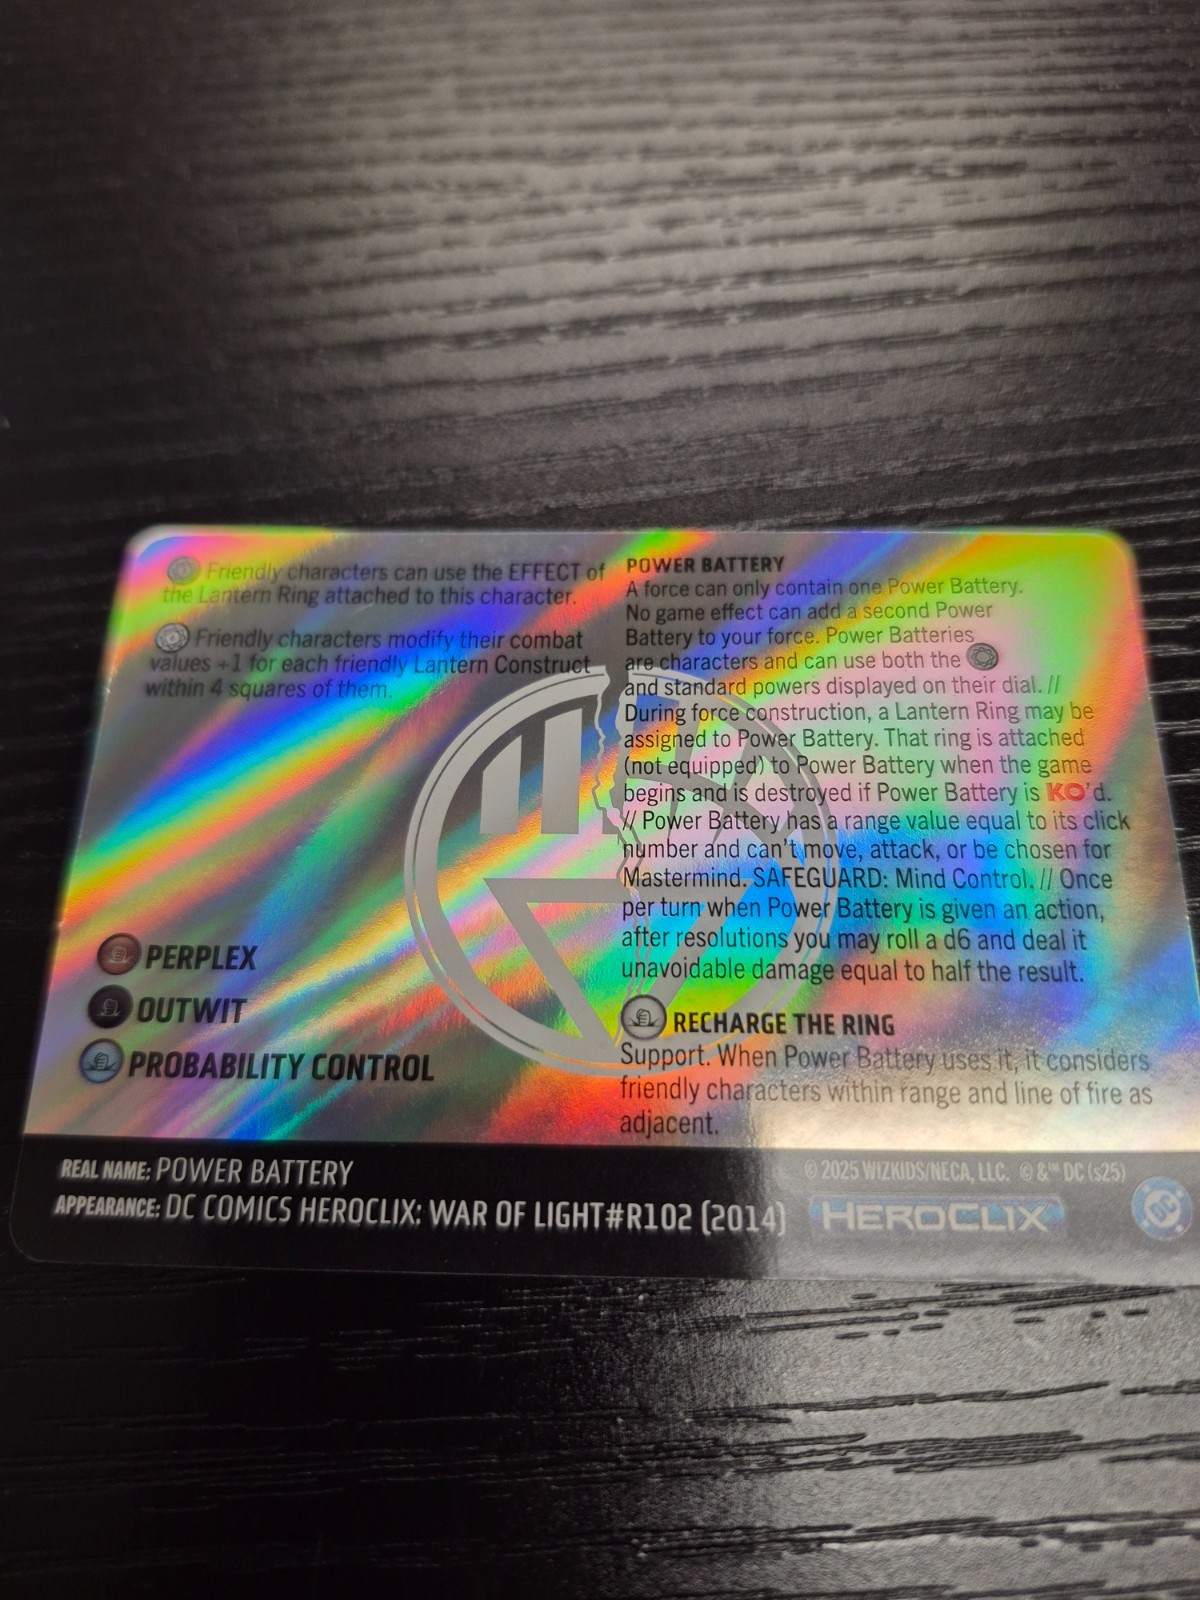 Friendly characters can use the EFFECT of
the Lantern Ring attached to this character.
Friendly characters modify their combat
values +1 for each friendly Lantern Construct
within 4 squares of them.
PERPLEX
OUTWIT
PROBABILITY CONTROL
POWER BATTERY
A force can only contain one Power Battery.
No game effect can add a second Power
Battery to your force. Power Batteries
are characters and can use both the
and standard powers displayed on their dial. //
During force construction, a Lantern Ring may be
assigned to Power Battery. That ring is attached
(not equipped) to Power Battery when the game
begins and is destroyed if Power Battery is KO'd.
// Power Battery has a range value equal to its click
number and can't move, attack, or be chosen for
Mastermind. SAFEGUARD: Mind Control. // Once
per turn when Power Battery is given an action,
after resolutions you may roll a d6 and deal it
unavoidable damage equal to half the result.
RECHARGE THE RING
Support. When Power Battery uses it, it considers
friendly characters within range and line of fire as
adjacent.
REAL NAME: POWER BATTERY
APPEARANCE: DC COMICS HEROCLIX: WAR OF LIGHT#R102 (2014)
© 2025 WIZKIDS/NECA, LLC. © &™ DC (s25)
HEROCLIX
DC